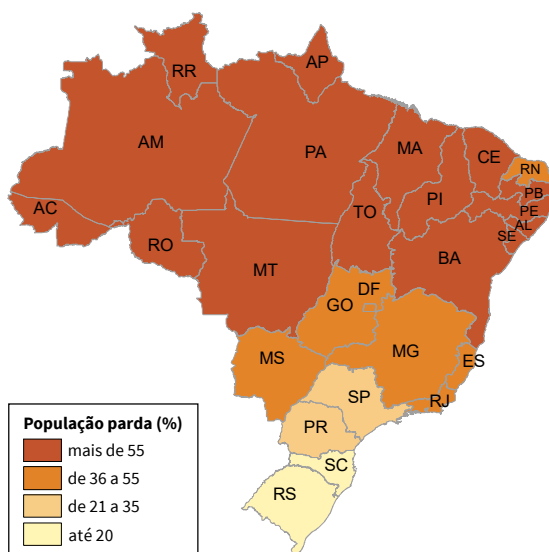 AP
RR
AM
PA
MA
CE
RN
PB
PE
AL
SE
PI
TO
AC
RO
BA
MT
DF
GO
MG
ES
MS
SP
RJ
PR
SC
RS
População parda (%)
mais de 55
de 36 a 55
de 21 a 35
até 20